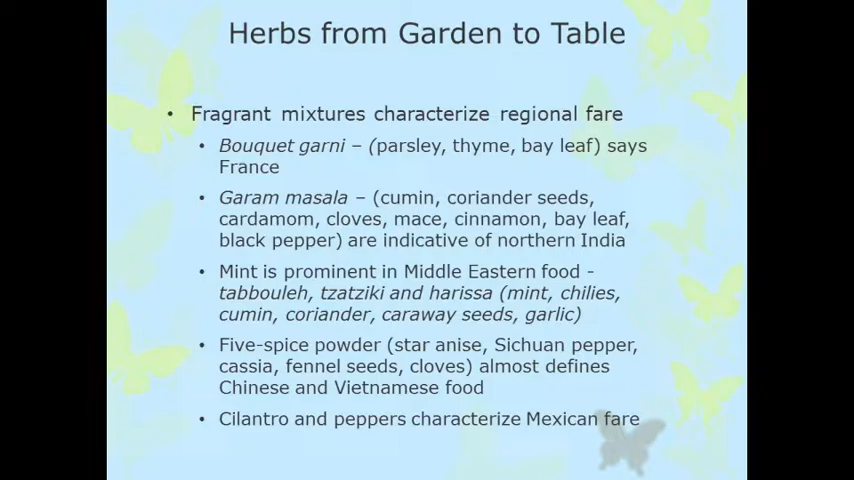 Herbs from Garden to Table
• Fragrant mixtures characterize regional fare
• Bouquet garni – (parsley, thyme, bay leaf) says
France
• Garam masala – (cumin, coriander seeds,
cardamom, cloves, mace, cinnamon, bay leaf,
black pepper) are indicative of northern India
• Mint is prominent in Middle Eastern food -
tabbouleh, tzatziki and harissa (mint, chilies,
cumin, coriander, caraway seeds, garlic)
• Five-spice powder (star anise, Sichuan pepper,
cassia, fennel seeds, cloves) almost defines
Chinese and Vietnamese food
• Cilantro and peppers characterize Mexican fare